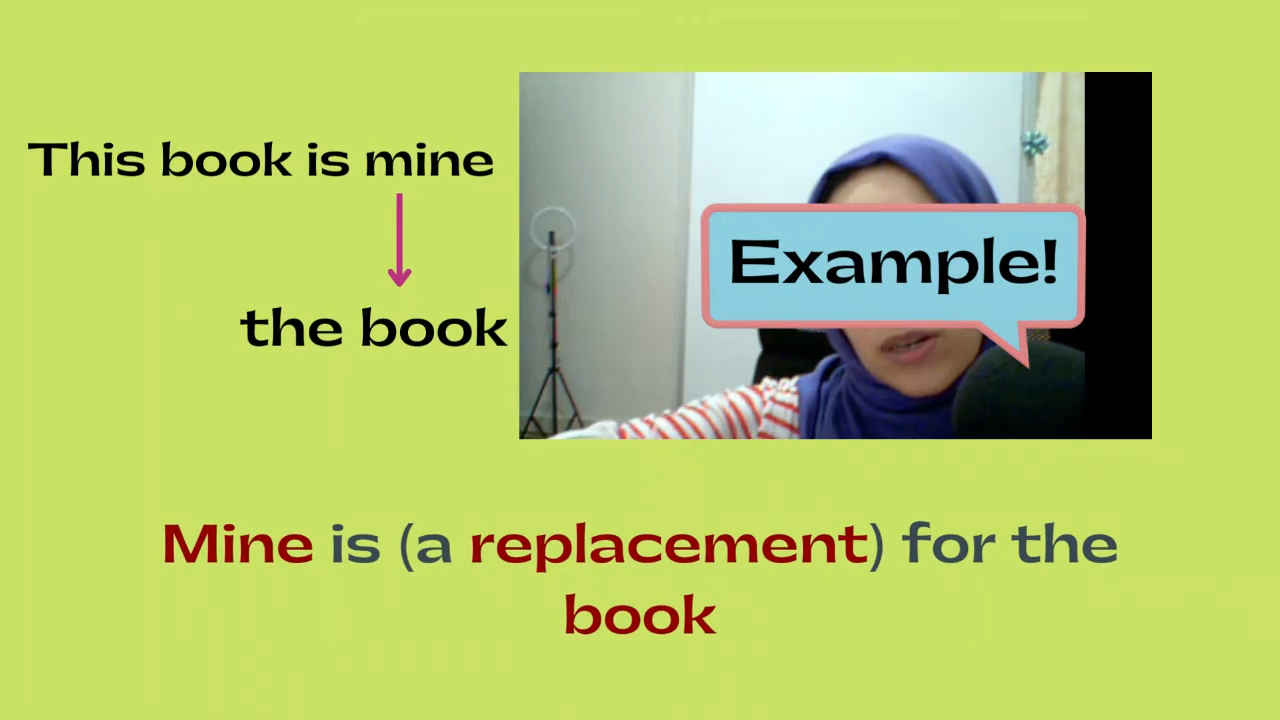 This book is mine
the book
Example!
Mine is (a replacement) for the
book